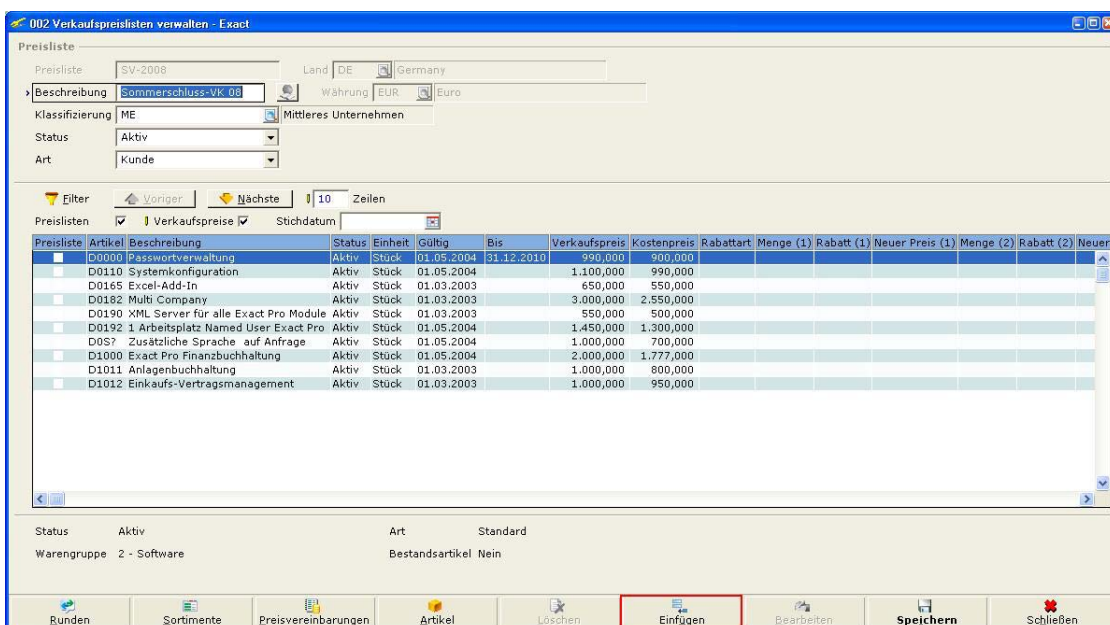 002 Verkaufspreislisten verwalten - Exact
Preisliste
Preisliste SV-2008 Land DE Germany
Beschreibung Sommerschluss-VK 08 Währung EUR Euro
Klassifizierung ME Mittleres Unternehmen
Status Aktiv
Art Kunde
Filter Voriger Nächste 10 Zeilen
Preislisten Verkaufspreise Stichdatum
Preisliste Artikel Beschreibung Status Einheit Gültig Bis Verkaufspreis Kostenpreis Rabattart Menge (1) Rabatt (1) Neuer Preis (1) Menge (2) Rabatt (2) Neuer
D0000 Passwortverwaltung Aktiv Stück 01.05.2004 31.12.2010 990,000 900,000
D0110 Systemkonfiguration Aktiv Stück 01.05.2004 1.100,000 990,000
D0165 Excel-Add-In Aktiv Stück 01.03.2003 650,000 550,000
D0182 Multi Company Aktiv Stück 01.03.2003 3.000,000 2.550,000
D0190 XML Server für alle Exact Pro Module Aktiv Stück 01.03.2003 550,000 500,000
D0192 1 Arbeitsplatz Named User Exact Pro Aktiv Stück 01.05.2004 1.450,000 1.300,000
D0S? Zusätzliche Sprache auf Anfrage Aktiv Stück 01.05.2004 1.000,000 700,000
D1000 Exact Pro Finanzbuchhaltung Aktiv Stück 01.05.2004 2.000,000 1.777,000
D1011 Anlagenbuchhaltung Aktiv Stück 01.03.2003 1.000,000 800,000
D1012 Einkaufs-Vertragsmanagement Aktiv Stück 01.03.2003 1.000,000 950,000
Status Aktiv Art Standard
Warengruppe 2 - Software Bestandsartikel Nein
Runden Sortimente Preisvereinbarungen Artikel Löschen Einfügen Bearbeiten Speichern Schließen